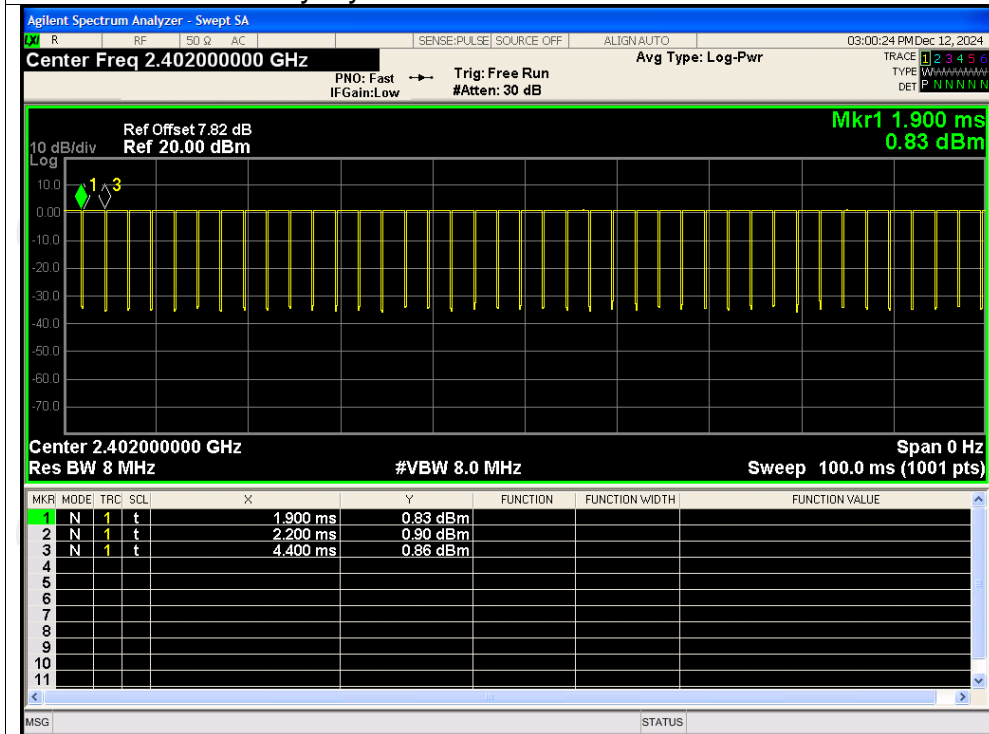 Agilent Spectrum Analyzer - Swept SA
LXI R RF 50 Ω AC SENSE:PULSE SOURCE OFF ALIGN AUTO 03:00:24 PM Dec 12, 2024
Center Freq 2.402000000 GHz Avg Type: Log-Pwr TRACE 1 2 3 4 5 6
PNO: Fast Trig: Free Run TYPE W
IFGain:Low #Atten: 30 dB DET P N N N N N
Mkr1 1.900 ms
Ref Offset 7.82 dB
10 dB/div Ref 20.00 dBm 0.83 dBm
Log
10.0
1 3
0.00
-10.0
-20.0
-30.0
-40.0
-50.0
-60.0
-70.0
Center 2.402000000 GHz Span 0 Hz
Res BW 8 MHz #VBW 8.0 MHz Sweep 100.0 ms (1001 pts)
MKR MODE TRC SCL X Y FUNCTION FUNCTION WIDTH FUNCTION VALUE
1 N 1 t 1.900 ms 0.83 dBm
2 N 1 t 2.200 ms 0.90 dBm
3 N 1 t 4.400 ms 0.86 dBm
4
5
6
7
8
9
10
11
MSG STATUS